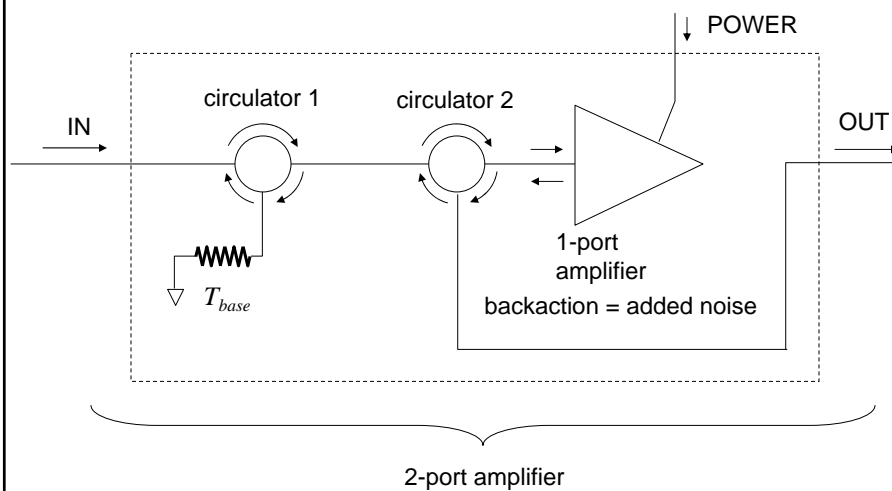 POWER
circulator 1
circulator 2
IN
OUT
1-port
amplifier
T_base
backaction = added noise
2-port amplifier